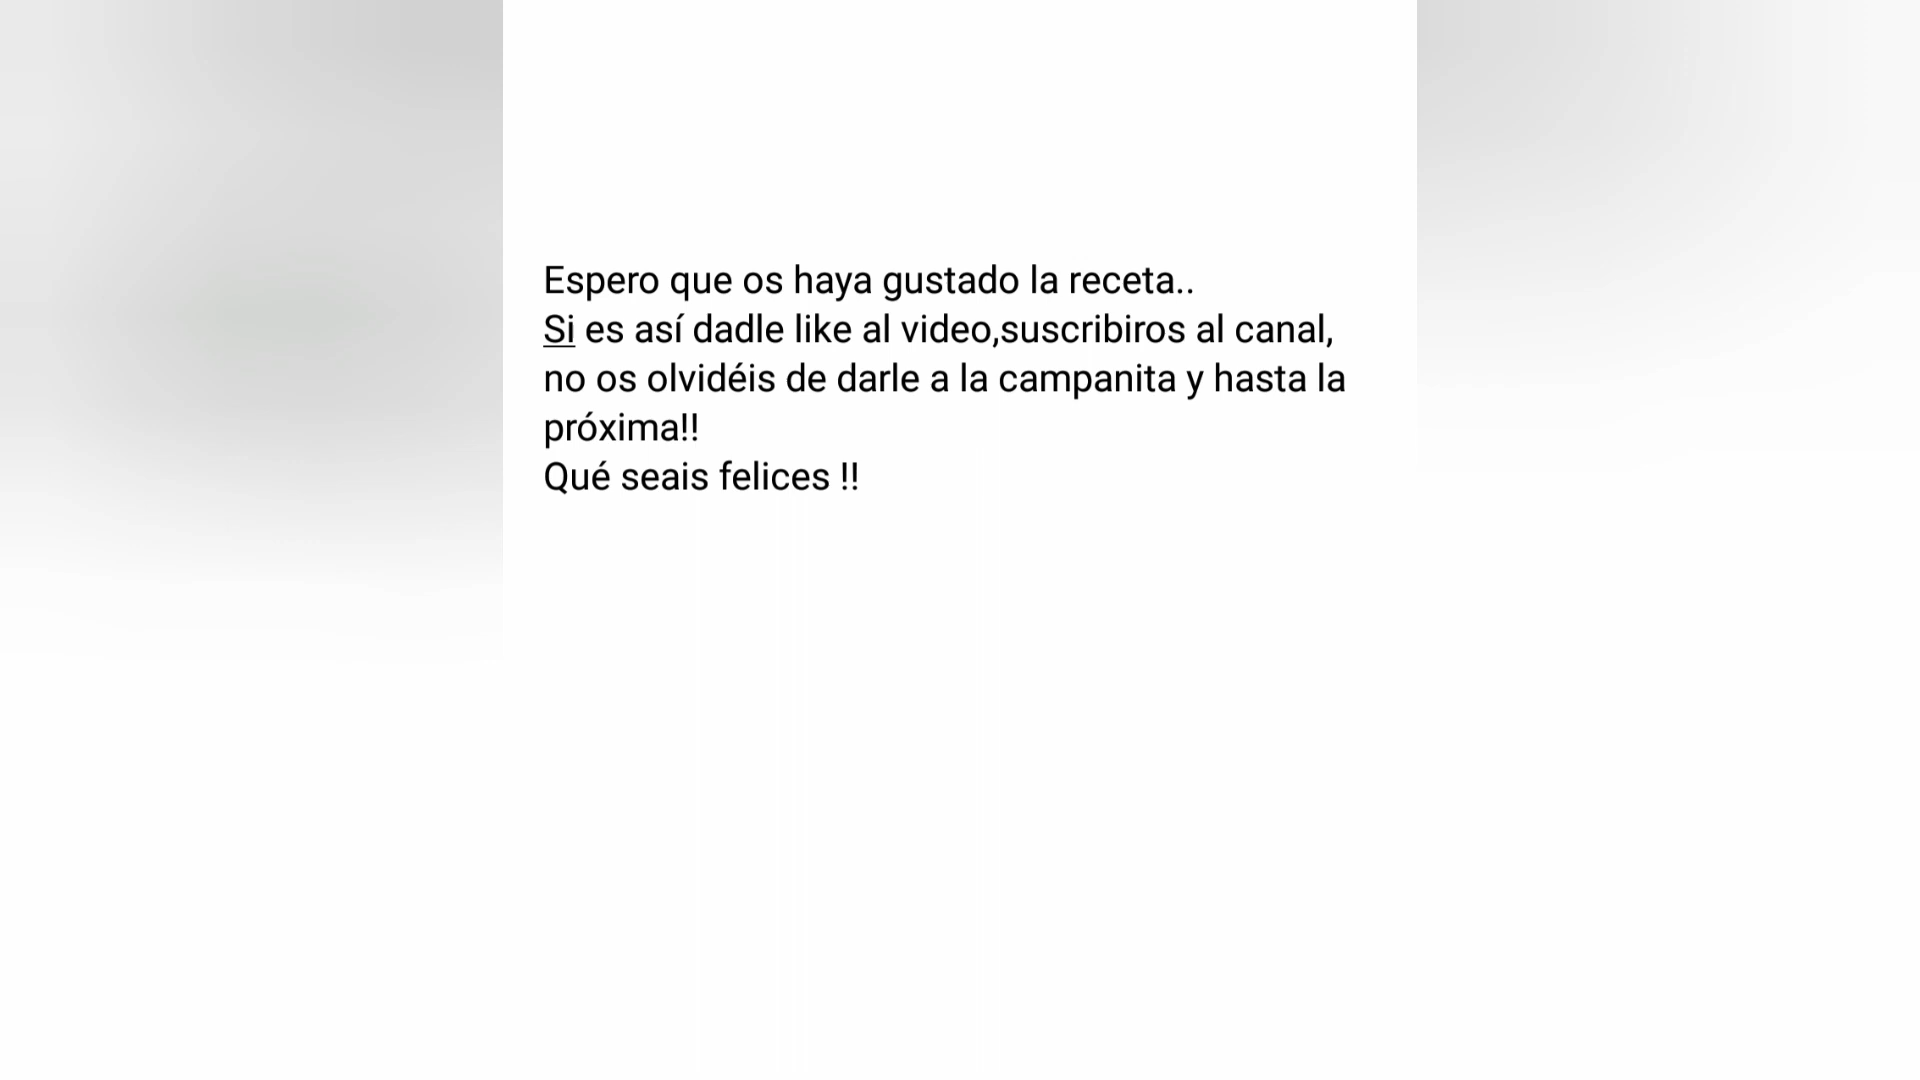 Espero que os haya gustado la receta..
Si es así dadle like al video,suscribiros al canal,
no os olvidéis de darle a la campanita y hasta la
próxima!!
Qué seais felices !!